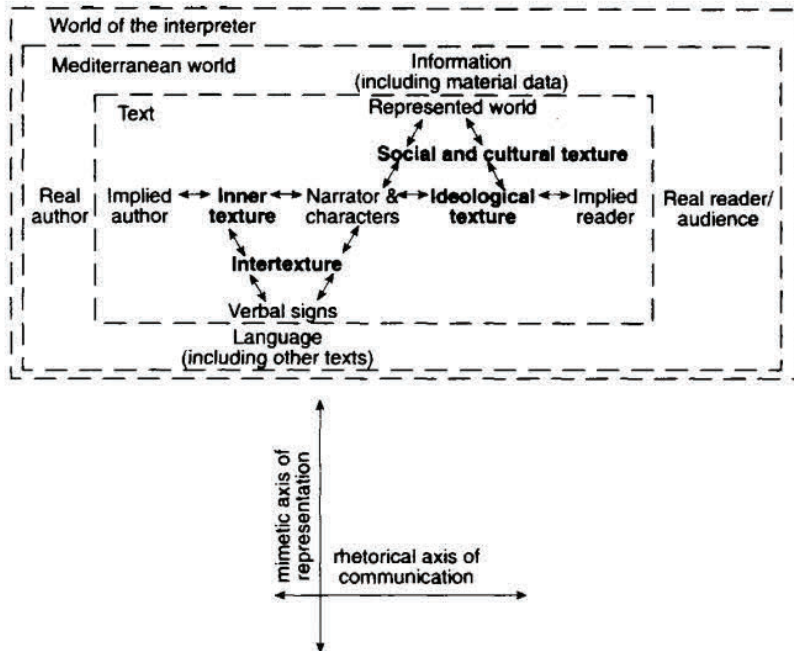 World of the interpreter
Mediterranean world
Information
(including material data)
Text
Represented world
Social and cultural texture
Real
author
Implied
author
Inner
texture
Narrator &
characters
Ideological
texture
Implied
reader
Real reader/
audience
Intertexture
Verbal signs
Language
(including other texts)
mimetic axis of
representation
rhetorical axis of
communication